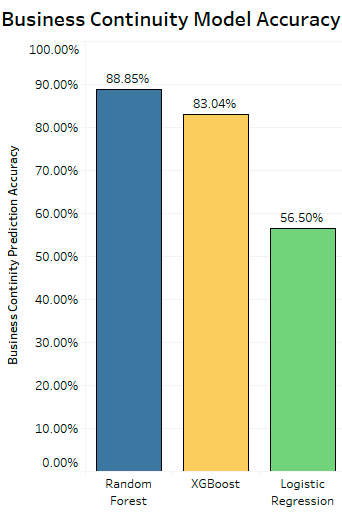 Business Continuity Model Accuracy
Business Continity Prediction Accuracy
100.00%
90.00%
80.00%
70.00%
60.00%
50.00%
40.00%
30.00%
20.00%
10.00%
0.00%
88.85%
83.04%
56.50%
Random
Forest
XGBoost
Logistic
Regression